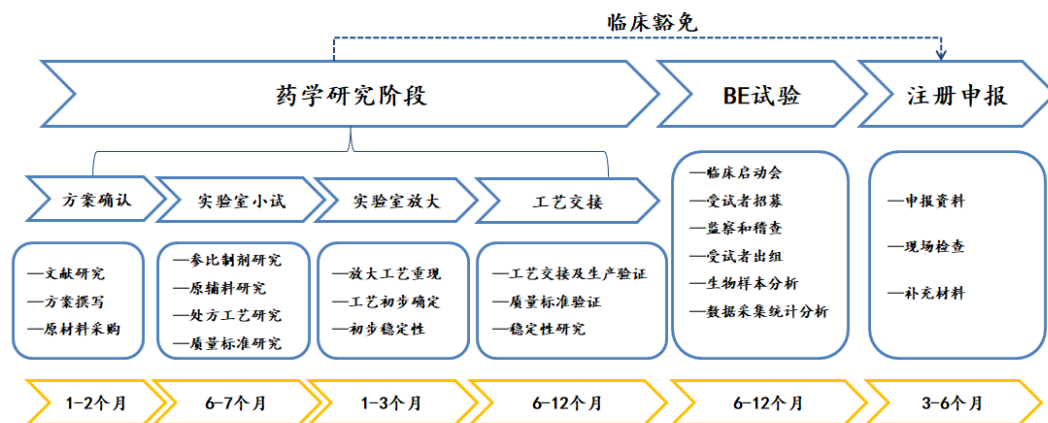 临床豁免
药学研究阶段
BE试验
注册申报
方案确认
实验室小试
实验室放大
工艺交接
—文献研究
—方案撰写
—原材料采购
—参比制剂研究
—原辅料研究
—处方工艺研究
—质量标准研究
—放大工艺重现
—工艺初步确定
—初步稳定性
—工艺交接及生产验证
—质量标准验证
—稳定性研究
—临床启动会
—受试者招募
—监察和稽查
—受试者出组
—生物样本分析
—数据采集统计分析
—申报资料
—现场检查
—补充材料
1-2个月
6-7个月
1-3个月
6-12个月
6-12个月
3-6个月